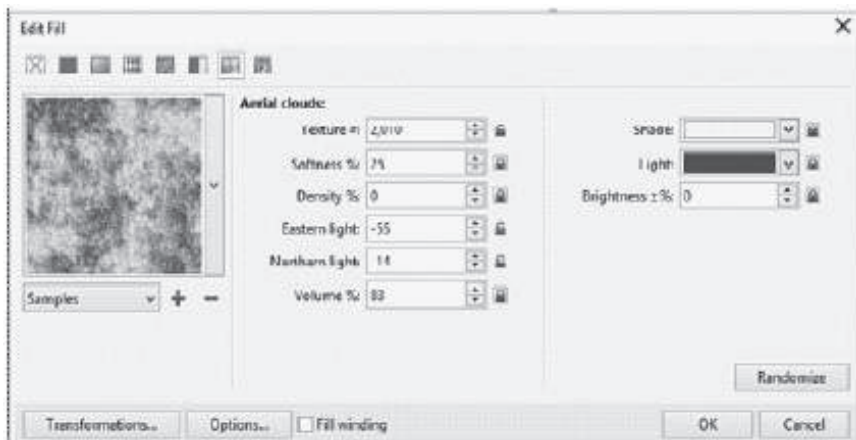 Edit Fill
Aerial clouds:
Texture #: 2,010
Softness %:
Density %: 0
Eastern light: -55
Northern light: 14
Volume %: 83
Shade:
Light:
Brightness ±%: 0
Samples
Randomize
Transformations...
Options...
Fill winding
OK
Cancel